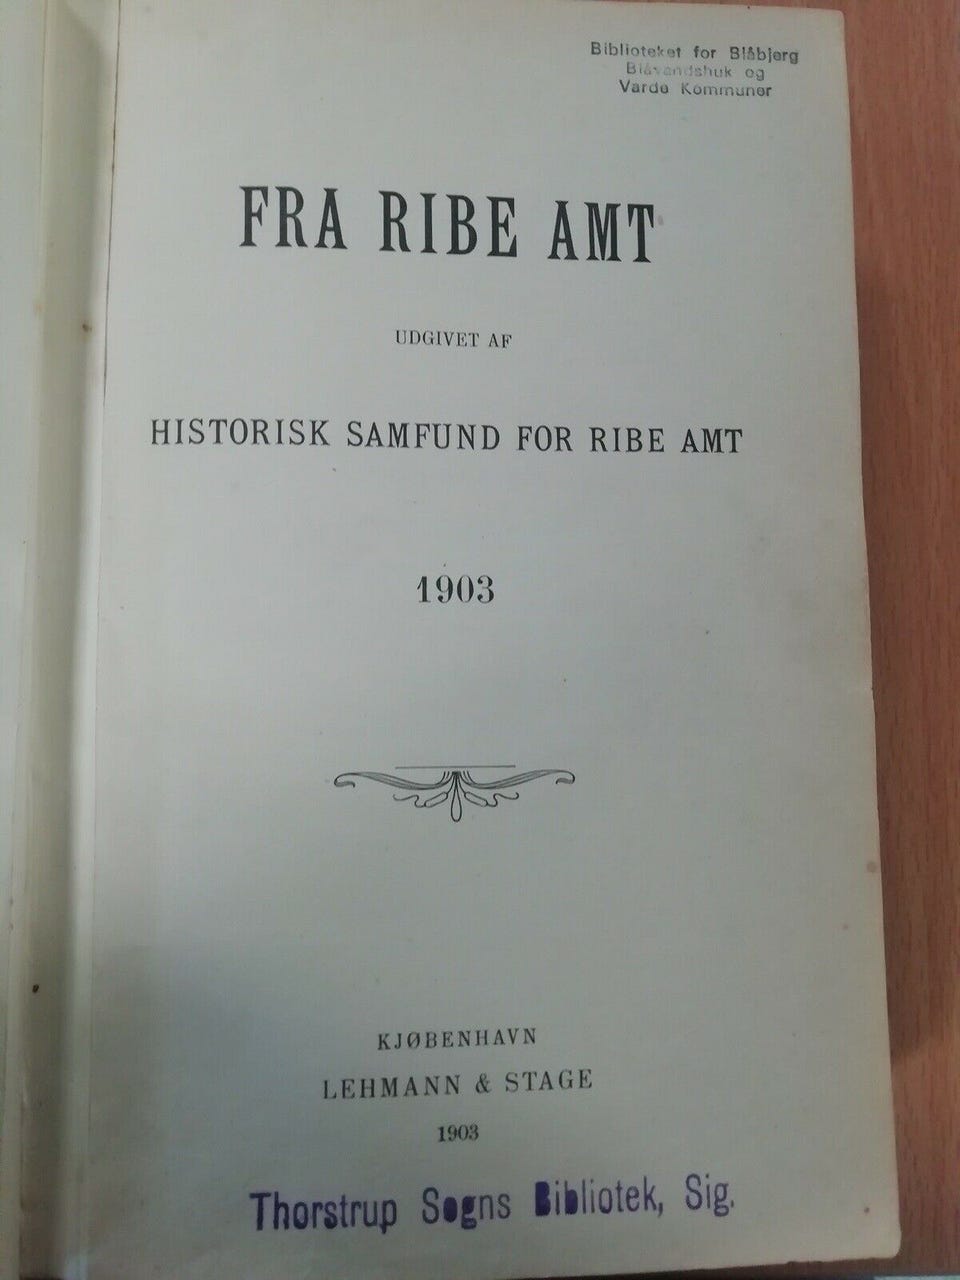 Biblioteket for Blåbjerg
Blåvandshuk og
Varde Kommuner
FRA RIBE AMT
UDGIVET AF
HISTORISK SAMFUND FOR RIBE AMT
1903
KJØBENHAVN
LEHMANN & STAGE
1903
Thorstrup Sogns Bibliotek, Sig.